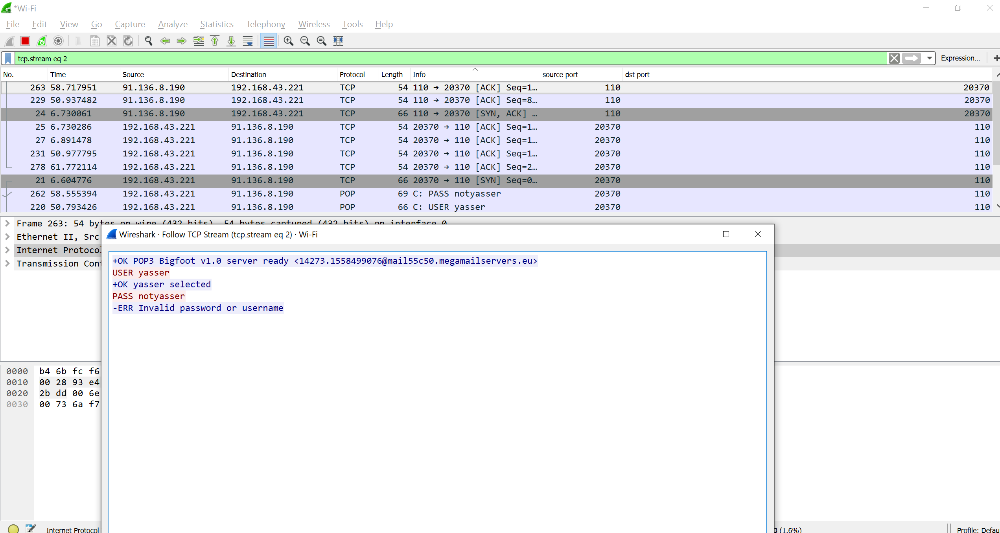 *Wi-Fi
File Edit View Go Capture Analyze Statistics Telephony Wireless Tools Help
tcp.stream eq 2 Expression... +
No. Time Source Destination Protocol Length Info source port dst port
263 58.717951 91.136.8.190 192.168.43.221 TCP 54 110 → 20370 [ACK] Seq=1… 110 20370
229 50.937482 91.136.8.190 192.168.43.221 TCP 54 110 → 20370 [ACK] Seq=8… 110 20370
24 6.730061 91.136.8.190 192.168.43.221 TCP 66 110 → 20370 [SYN, ACK] … 110 20370
25 6.730286 192.168.43.221 91.136.8.190 TCP 54 20370 → 110 [ACK] Seq=1… 20370 110
27 6.891478 192.168.43.221 91.136.8.190 TCP 54 20370 → 110 [ACK] Seq=1… 20370 110
231 50.977795 192.168.43.221 91.136.8.190 TCP 54 20370 → 110 [ACK] Seq=1… 20370 110
278 61.772114 192.168.43.221 91.136.8.190 TCP 54 20370 → 110 [ACK] Seq=2… 20370 110
21 6.604776 192.168.43.221 91.136.8.190 TCP 66 20370 → 110 [SYN] Seq=0… 20370 110
262 58.555394 192.168.43.221 91.136.8.190 POP 69 C: PASS notyasser 20370 110
220 50.793426 192.168.43.221 91.136.8.190 POP 66 C: USER yasser 20370 110
Frame 263: 54 bytes on wire (432 bits), 54 bytes captured (432 bits) on interface 0
Ethernet II, Src
Internet Protocol
Transmission Cont
Wireshark · Follow TCP Stream (tcp.stream eq 2) · Wi-Fi
+OK POP3 Bigfoot v1.0 server ready <14273.1558499076@mail55c50.megamailservers.eu>
USER yasser
+OK yasser selected
PASS notyasser
-ERR Invalid password or username
0000 b4 6b fc f6
0010 00 28 93 e4
0020 2b dd 00 6e
0030 00 73 6a f7
Internet Protocol 3 (1.6%) Profile: Defau